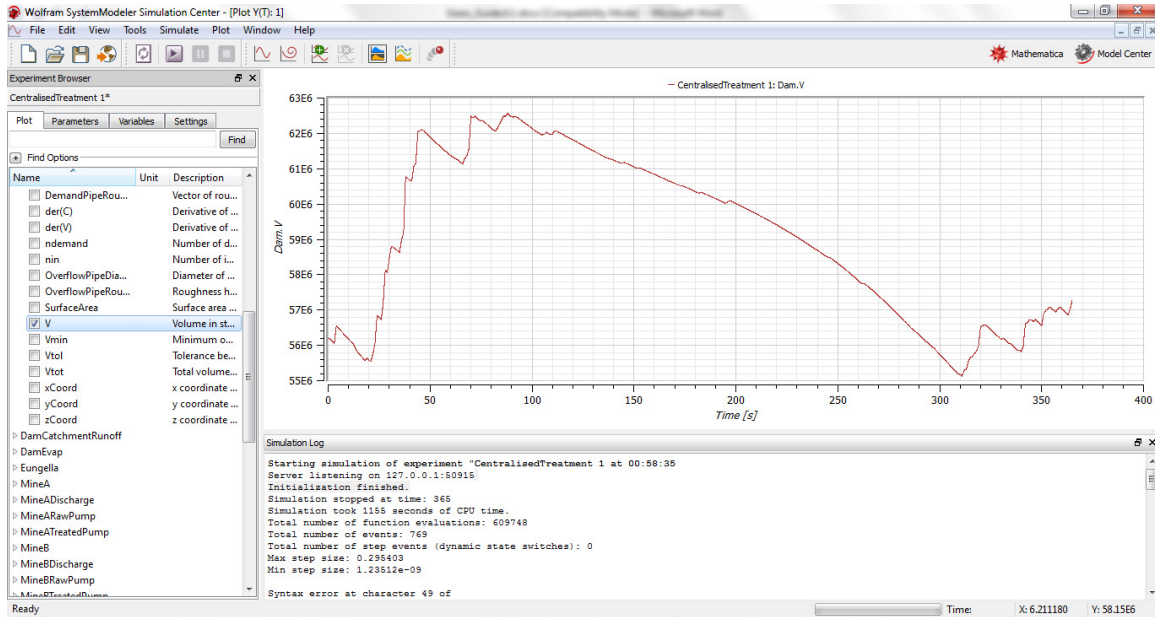 Wolfram SystemModeler Simulation Center - [Plot Y(T): 1]
File Edit View Tools Simulate Plot Window Help
Mathematica Model Center
Experiment Browser
CentralisedTreatment 1*
Plot Parameters Variables Settings
Find
Find Options
Name Unit Description
DemandPipeRou... Vector of rou...
der(C) Derivative of ...
der(V) Derivative of ...
ndemand Number of d...
nin Number of i...
OverflowPipeDia... Diameter of ...
OverflowPipeRou... Roughness h...
SurfaceArea Surface area ...
V Volume in st...
Vmin Minimum o...
Vtol Tolerance be...
Vtot Total volume...
xCoord x coordinate ...
yCoord y coordinate ...
zCoord z coordinate ...
DamCatchmentRunoff
DamEvap
Eungella
MineA
MineADischarge
MineARawPump
MineATreatedPump
MineB
MineBDischarge
MineBRawPump
MineBTreatedPump
CentralisedTreatment 1: Dam.V
63E6
62E6
61E6
60E6
59E6
58E6
57E6
56E6
55E6
Dam.V
0 50 100 150 200 250 300 350 400
Time [s]
Simulation Log
Starting simulation of experiment "CentralisedTreatment 1 at 00:58:35
Server listening on 127.0.0.1:50915
Initialization finished.
Simulation stopped at time: 365
Simulation took 1155 seconds of CPU time.
Total number of function evaluations: 609748
Total number of events: 769
Total number of step events (dynamic state switches): 0
Max step size: 0.295403
Min step size: 1.23512e-09
Syntax error at character 49 of
Ready Time: X: 6.211180 Y: 58.15E6